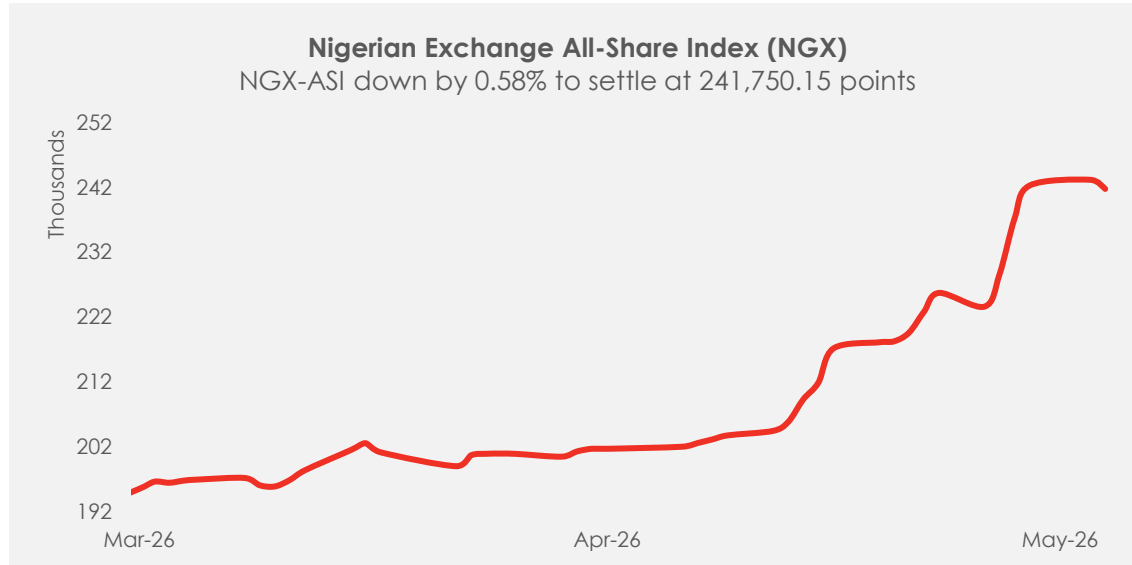 Nigerian Exchange All-Share Index (NGX)
NGX-ASI down by 0.58% to settle at 241,750.15 points
Thousands
252
242
232
222
212
202
192
Mar-26
Apr-26
May-26